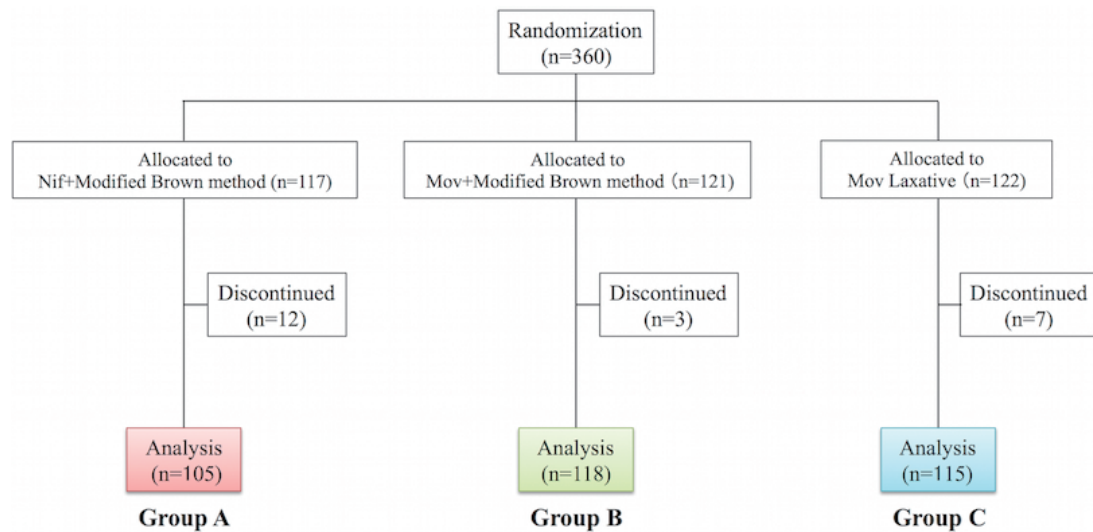 Randomization
(n=360)
Allocated to
Nif+Modified Brown method (n=117)
Allocated to
Mov+Modified Brown method (n=121)
Allocated to
Mov Laxative (n=122)
Discontinued
(n=12)
Discontinued
(n=3)
Discontinued
(n=7)
Analysis
(n=105)
Analysis
(n=118)
Analysis
(n=115)
Group A
Group B
Group C